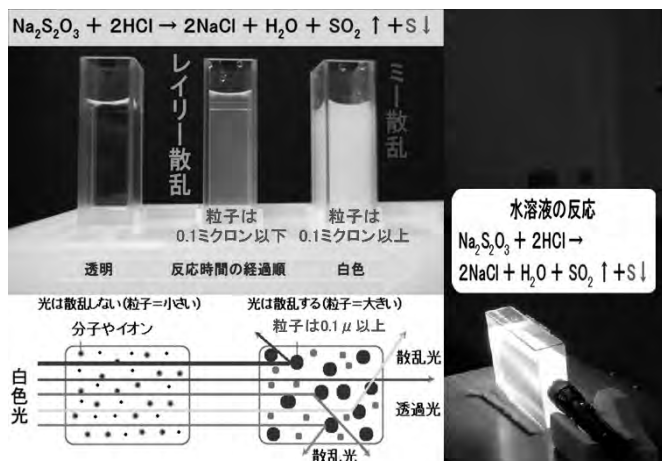 Na₂S₂O₃ + 2HCl → 2NaCl + H₂O + SO₂ ↑ +S↓
レイリー散乱
ミー散乱
粒子は
0.1ミクロン以下
粒子は
0.1ミクロン以上
透明
反応時間の経過順
白色
水溶液の反応
Na₂S₂O₃ + 2HCl→
2NaCl + H₂O + SO₂ ↑ +S↓
光は散乱しない(粒子=小さい)
分子やイオン
白色光
光は散乱する(粒子=大きい)
粒子は0.1μ以上
散乱光
透過光
散乱光